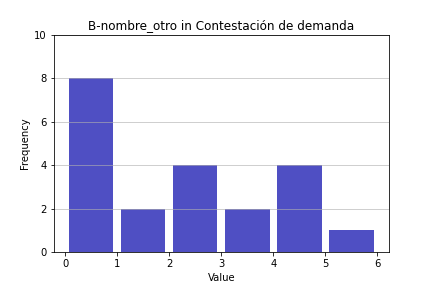 B-nombre_otro in Contestación de demanda
10
8
6
4
2
0
Frequency
0 1 2 3 4 5 6
Value